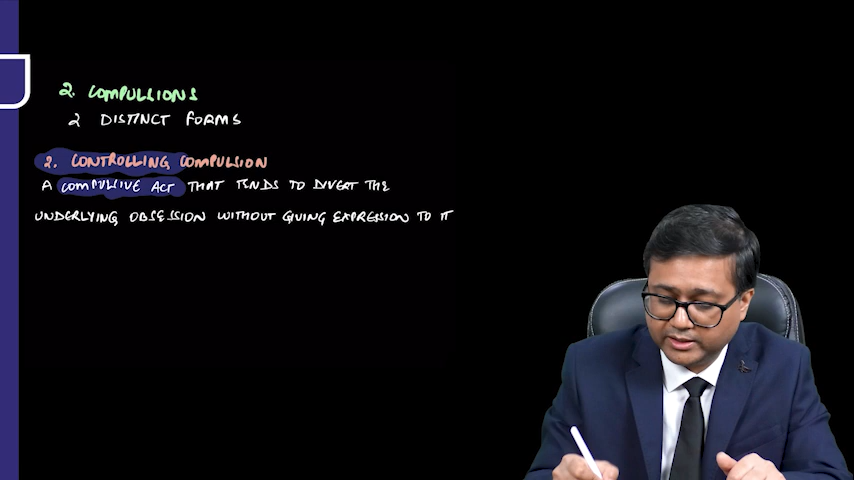 2. COMPULSIONS
2 DISTINCT FORMS
2. CONTROLLING COMPULSION
A COMPULSIVE ACT THAT TENDS TO DIVERT THE
UNDERLYING OBSESSION WITHOUT GIVING EXPRESSION TO IT